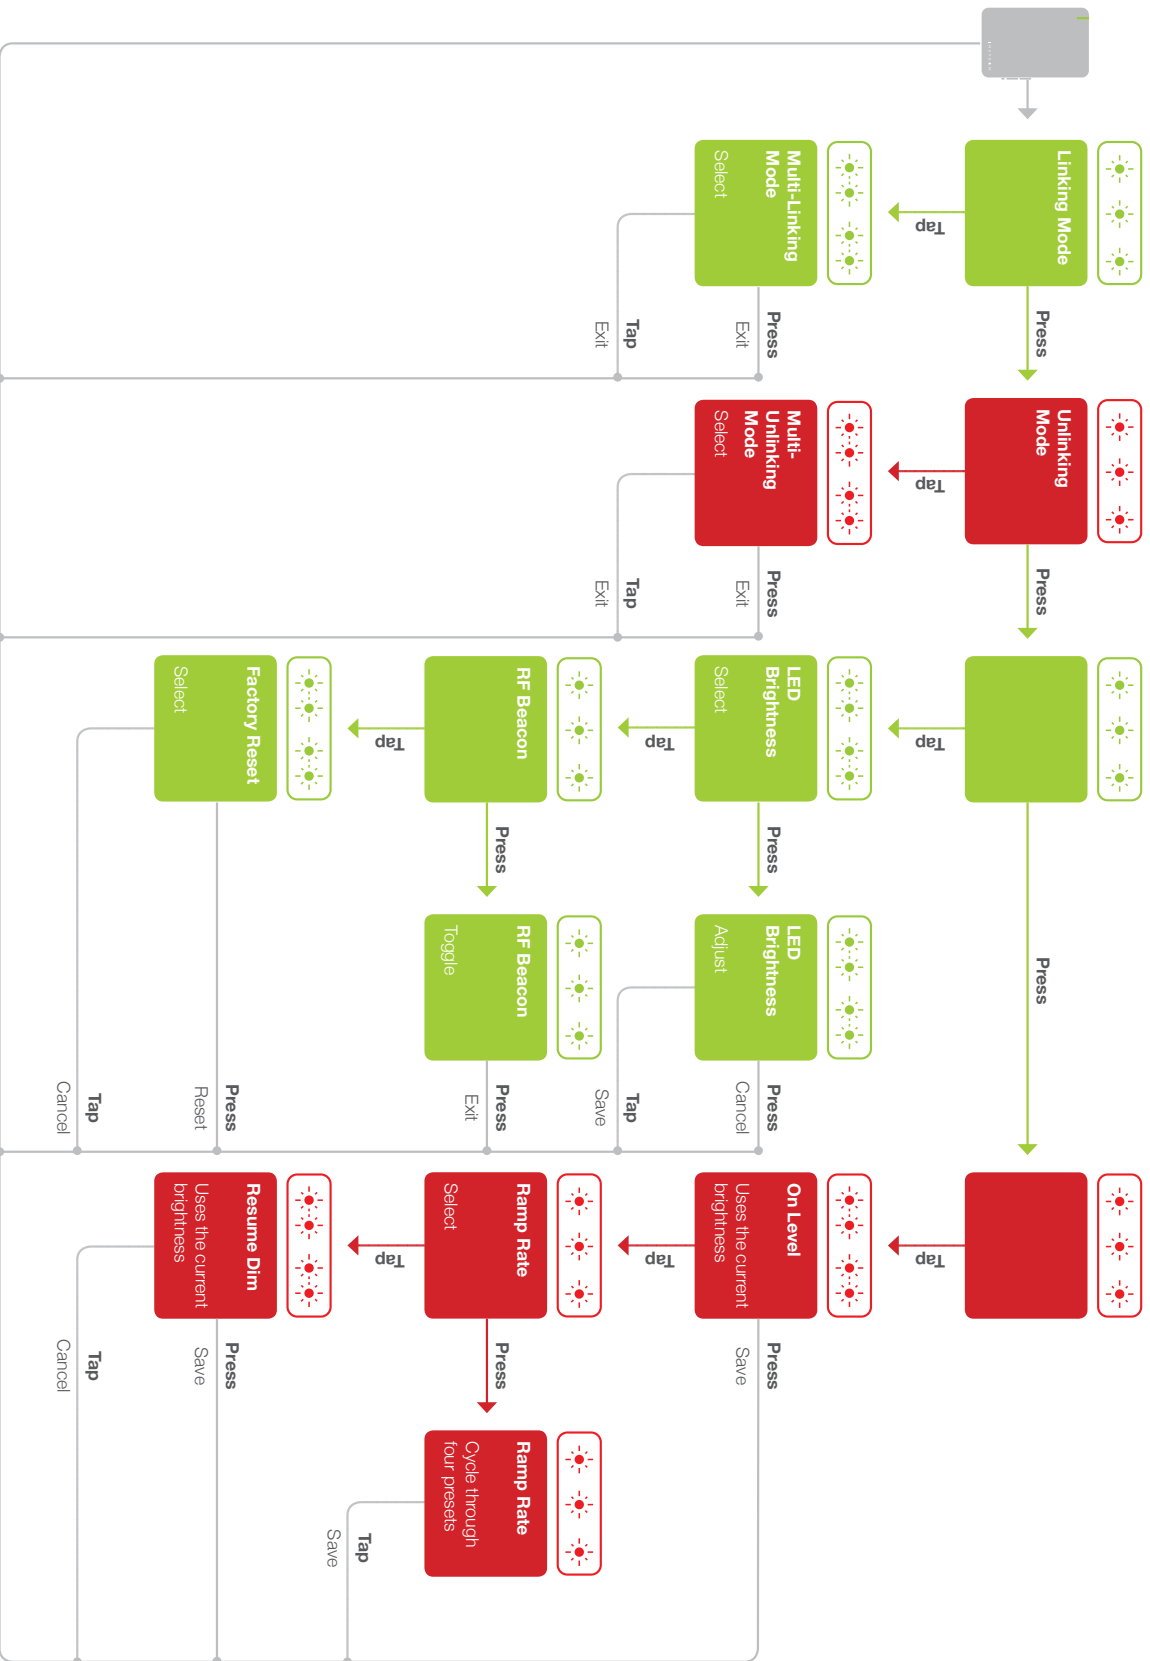 Linking Mode
Press
Unlinking
Mode
Press
Press
Tap
Tap
Tap
Tap
Multi-Linking
Mode
Select
Press
Exit
Tap
Exit
Multi-
Unlinking
Mode
Select
Press
Exit
Tap
Exit
LED
Brightness
Select
Press
LED
Brightness
Adjust
Press
Cancel
Tap
Save
On Level
Uses the current
brightness
Press
Save
Tap
Tap
RF Beacon
Press
RF Beacon
Toggle
Press
Exit
Ramp Rate
Select
Press
Ramp Rate
Cycle through
four presets
Tap
Save
Tap
Tap
Factory Reset
Select
Press
Reset
Tap
Cancel
Resume Dim
Uses the current
brightness
Press
Save
Tap
Cancel